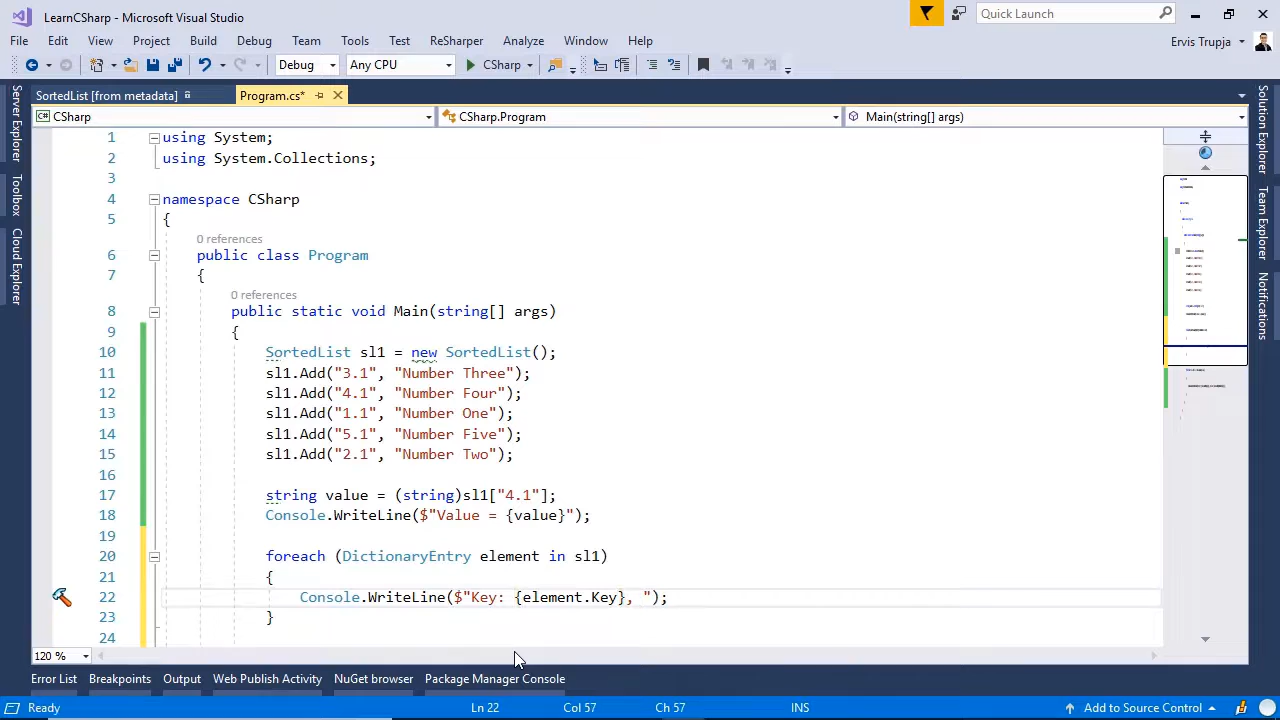 LearnCSharp - Microsoft Visual Studio
Quick Launch
File Edit View Project Build Debug Team Tools Test ReSharper Analyze Window Help
Ervis Trupja
Debug Any CPU CSharp
SortedList [from metadata] Program.cs*
CSharp CSharp.Program Main(string[] args)
Server Explorer
Toolbox
Cloud Explorer
1 using System;
2 using System.Collections;
3
4 namespace CSharp
5 {
0 references
6 public class Program
7 {
0 references
8 public static void Main(string[] args)
9 {
10 SortedList sl1 = new SortedList();
11 sl1.Add("3.1", "Number Three");
12 sl1.Add("4.1", "Number Four");
13 sl1.Add("1.1", "Number One");
14 sl1.Add("5.1", "Number Five");
15 sl1.Add("2.1", "Number Two");
16
17 string value = (string)sl1["4.1"];
18 Console.WriteLine($"Value = {value}");
19
20 foreach (DictionaryEntry element in sl1)
21 {
22 Console.WriteLine($"Key: {element.Key}, ");
23 }
24
Solution Explorer
Team Explorer
Notifications
120 %
Error List Breakpoints Output Web Publish Activity NuGet browser Package Manager Console
Ready Ln 22 Col 57 Ch 57 INS Add to Source Control